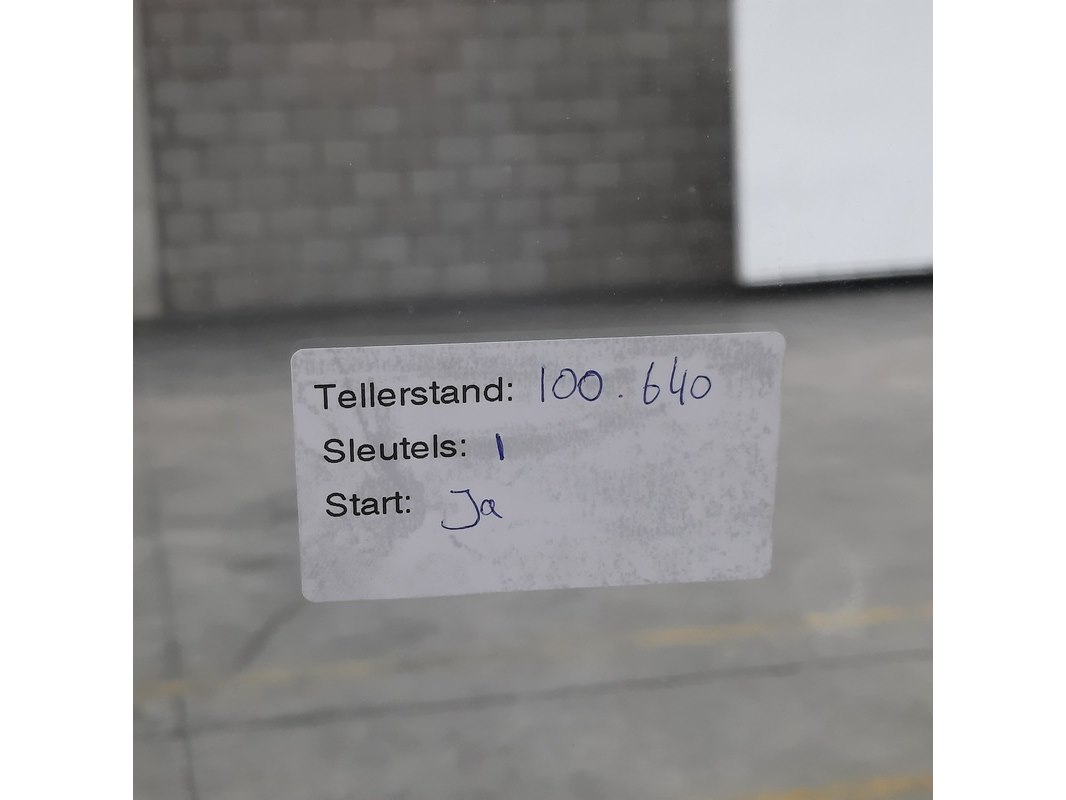 Tellerstand: 100.640
Sleutels: 1
Start: Ja